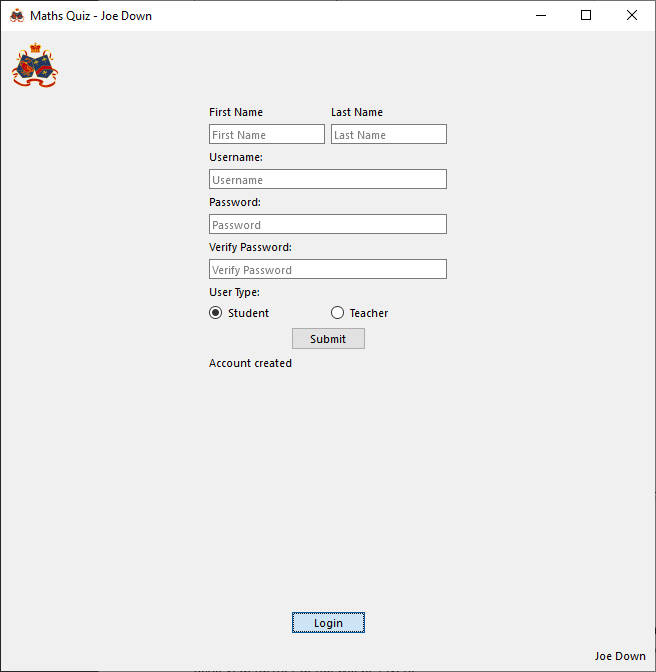 Maths Quiz - Joe Down
First Name Last Name
First Name Last Name
Username:
Username
Password:
Password
Verify Password:
Verify Password
User Type:
Student Teacher
Submit
Account created
Login
Joe Down